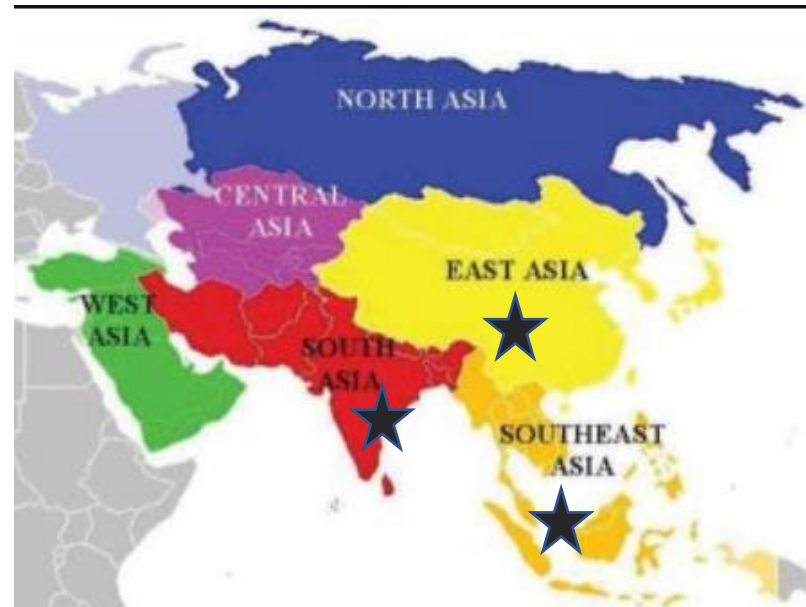 NORTH ASIA
CENTRAL
ASIA
EAST ASIA
WEST
ASIA
SOUTH
ASIA
SOUTHEAST
ASIA